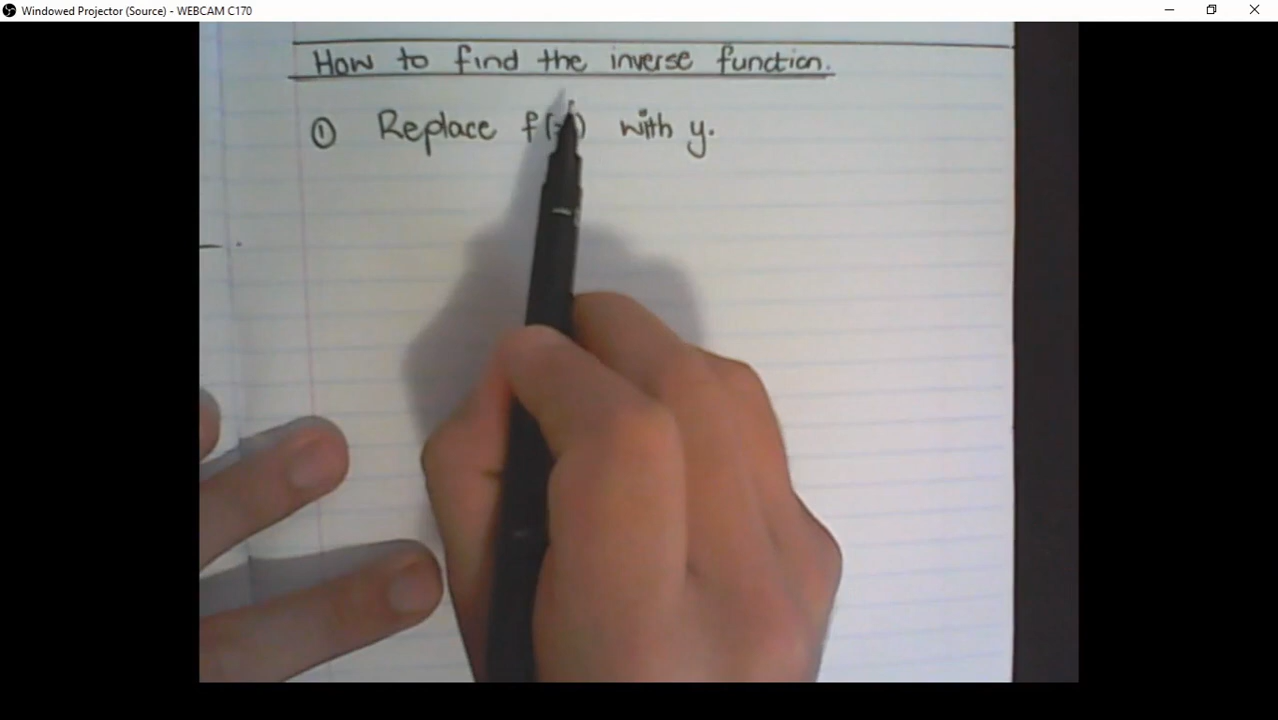 Windowed Projector (Source) - WEBCAM C170
How to find the inverse function.
① Replace f(x) with y.